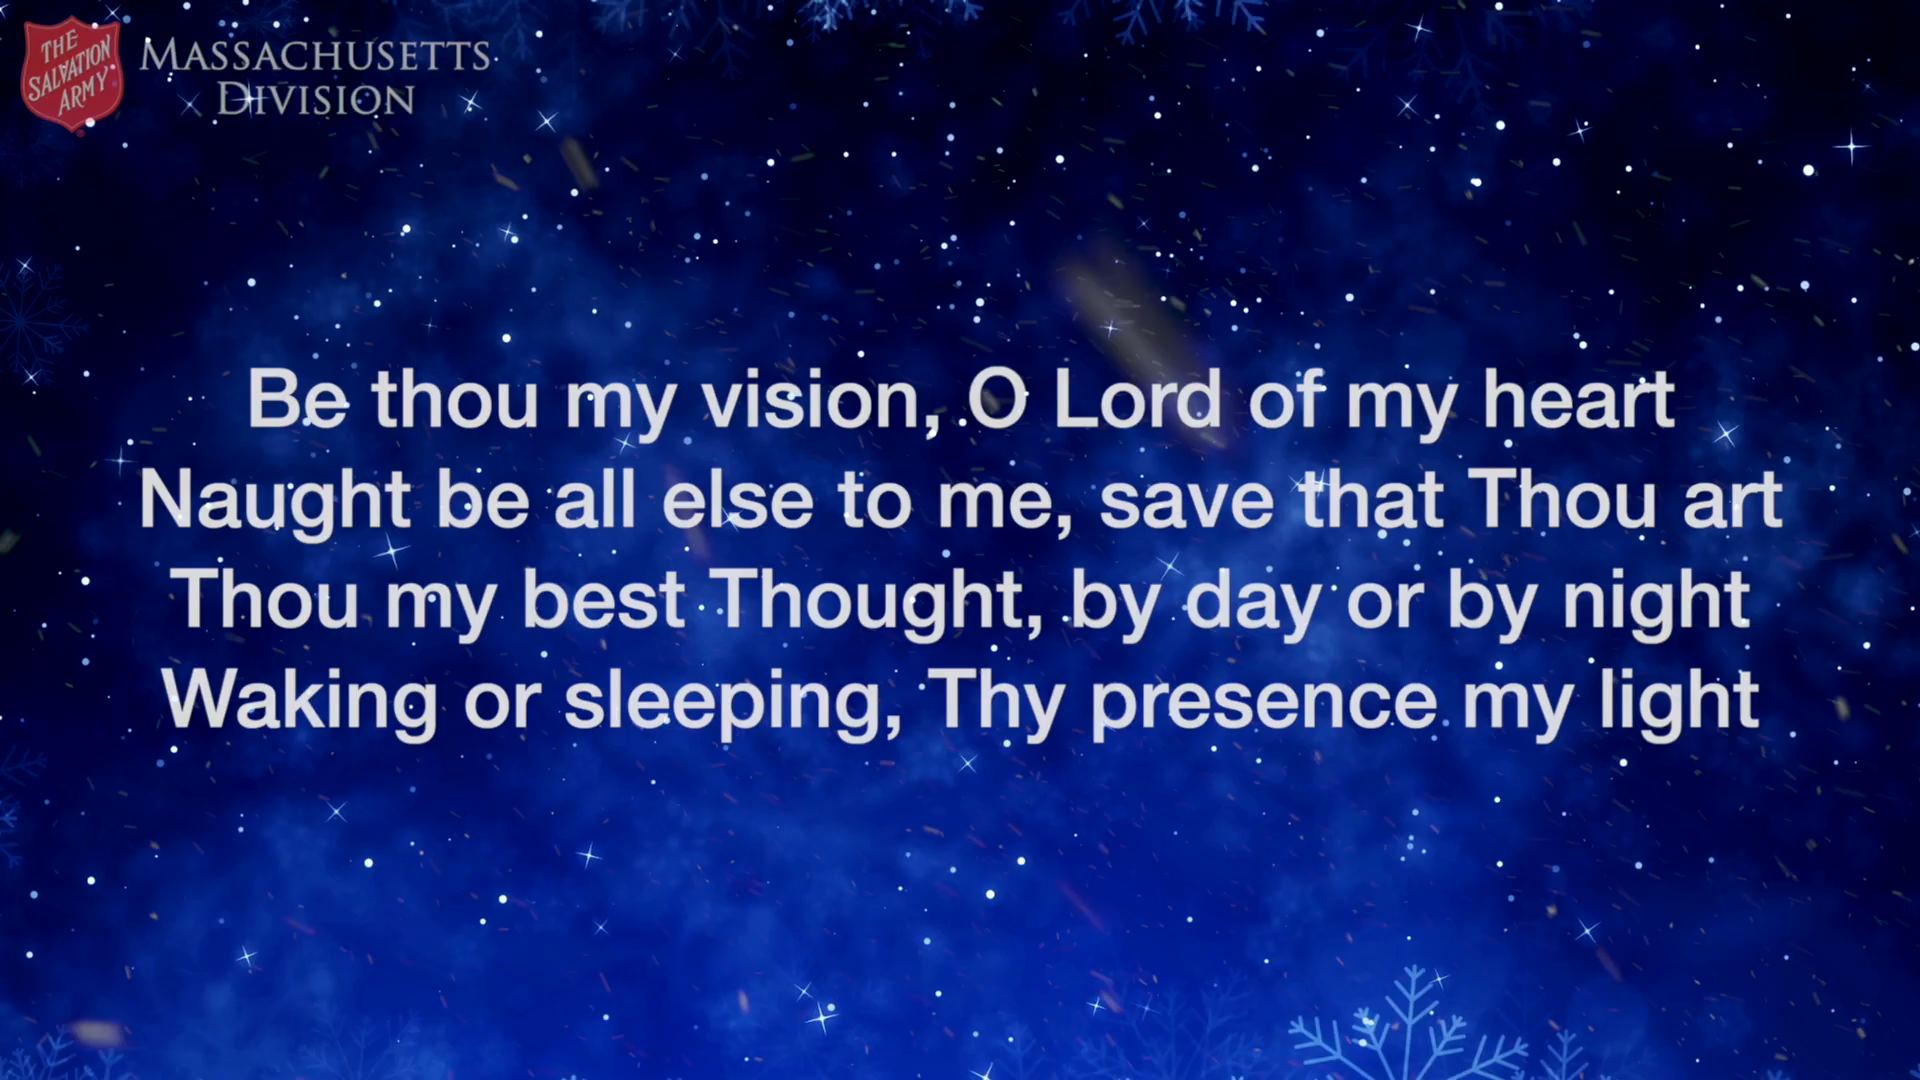 THE
SALVATION
ARMY
MASSACHUSETTS
DIVISION
Be thou my vision, O Lord of my heart
Naught be all else to me, save that Thou art
Thou my best Thought, by day or by night
Waking or sleeping, Thy presence my light